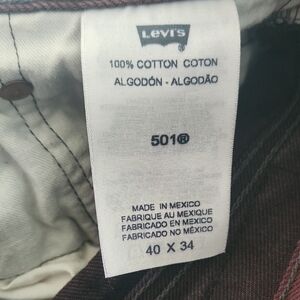 Levi's
100% COTTON COTON
ALGODÓN - ALGODÃO
501®
MADE IN MEXICO
FABRIQUE AU MEXIQUE
FABRICADO EN MEXICO
FABRICADO NO MÉXICO
40 X 34